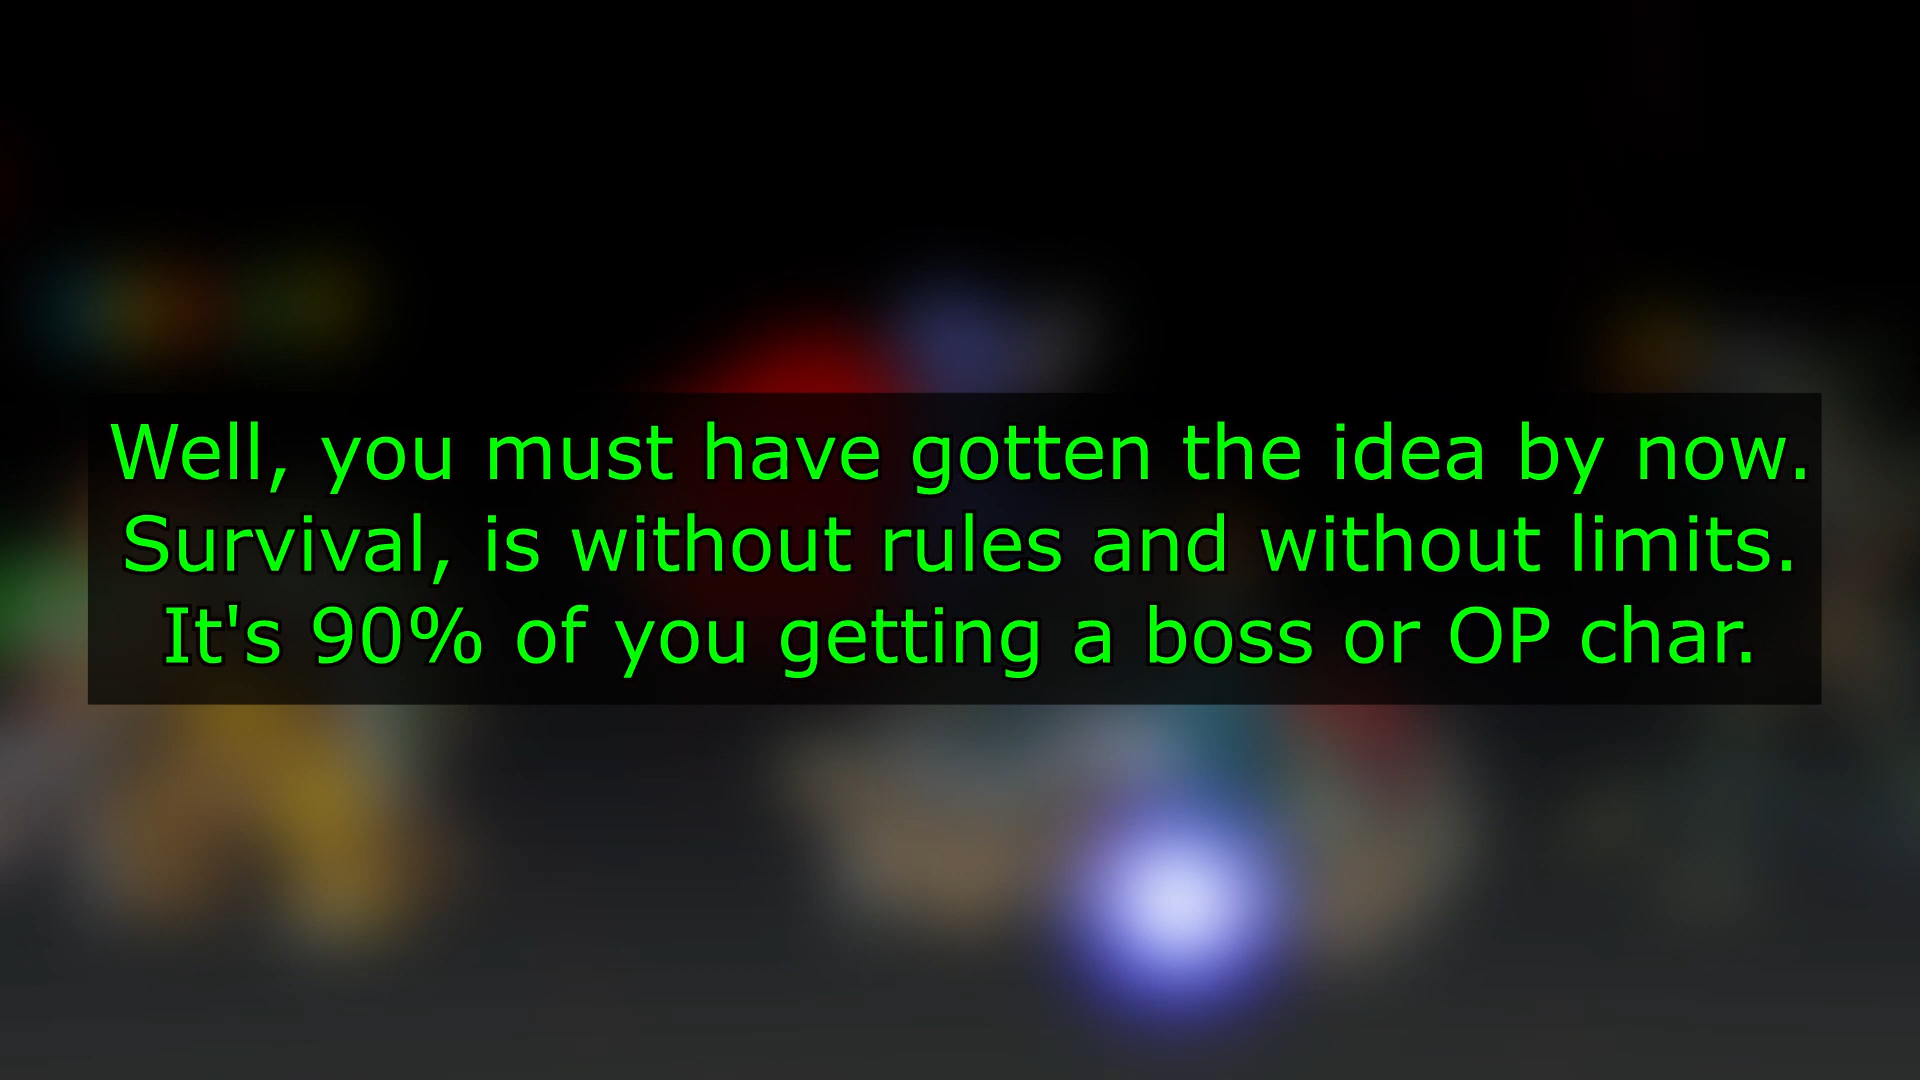 Well, you must have gotten the idea by now.
Survival, is without rules and without limits.
It's 90% of you getting a boss or OP char.